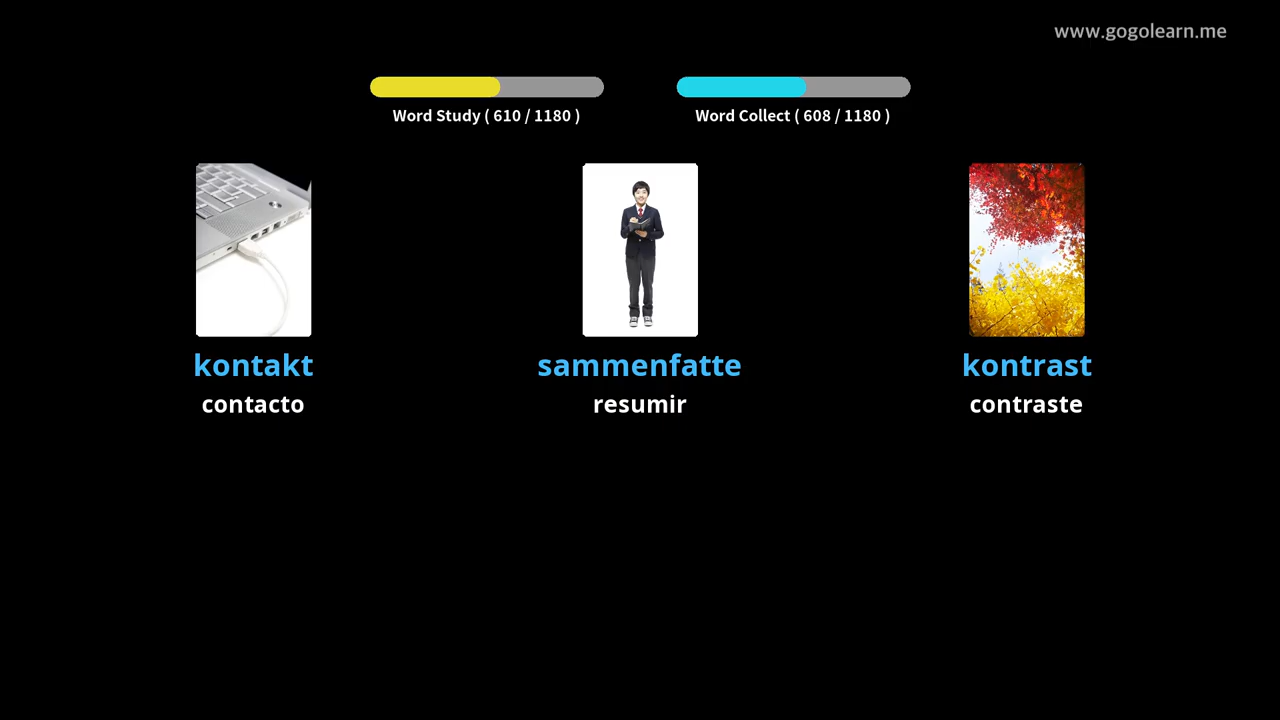 www.gogolearn.me
Word Study ( 610 / 1180 )
Word Collect ( 608 / 1180 )
kontakt
contacto
sammenfatte
resumir
kontrast
contraste